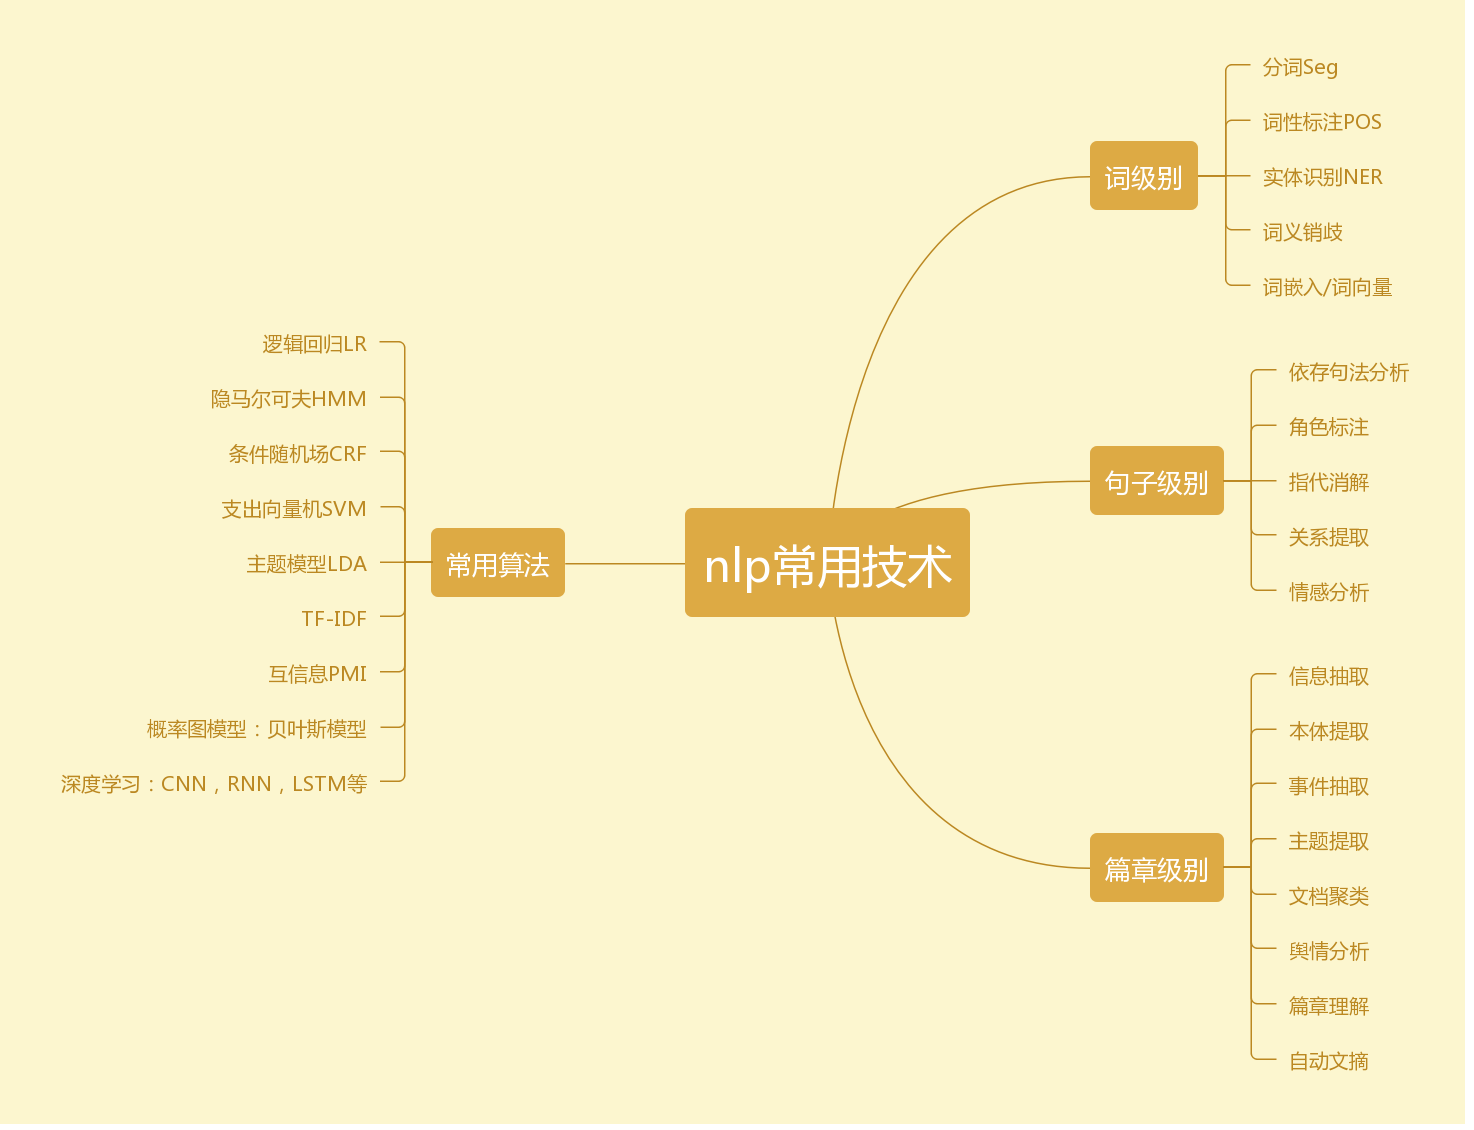 nlp常用技术
词级别
分词Seg
词性标注POS
实体识别NER
词义销歧
词嵌入/词向量
句子级别
依存句法分析
角色标注
指代消解
关系提取
情感分析
篇章级别
信息抽取
本体提取
事件抽取
主题提取
文档聚类
舆情分析
篇章理解
自动文摘
常用算法
逻辑回归LR
隐马尔可夫HMM
条件随机场CRF
支出向量机SVM
主题模型LDA
TF-IDF
互信息PMI
概率图模型：贝叶斯模型
深度学习：CNN，RNN，LSTM等